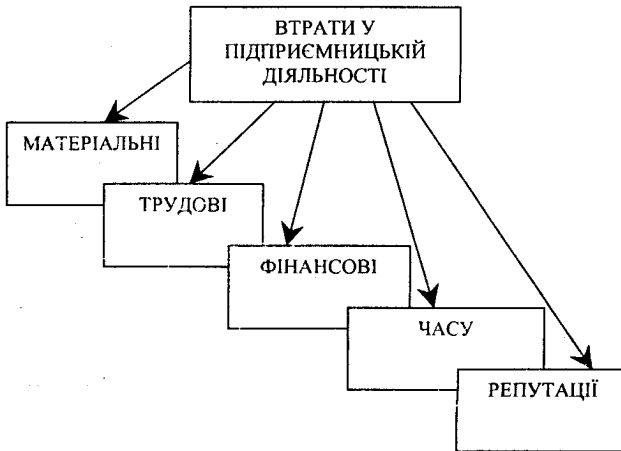 ВТРАТИ У
ПІДПРИЄМНИЦЬКІЙ
ДІЯЛЬНОСТІ
МАТЕРІАЛЬНІ
ТРУДОВІ
ФІНАНСОВІ
ЧАСУ
РЕПУТАЦІЇ